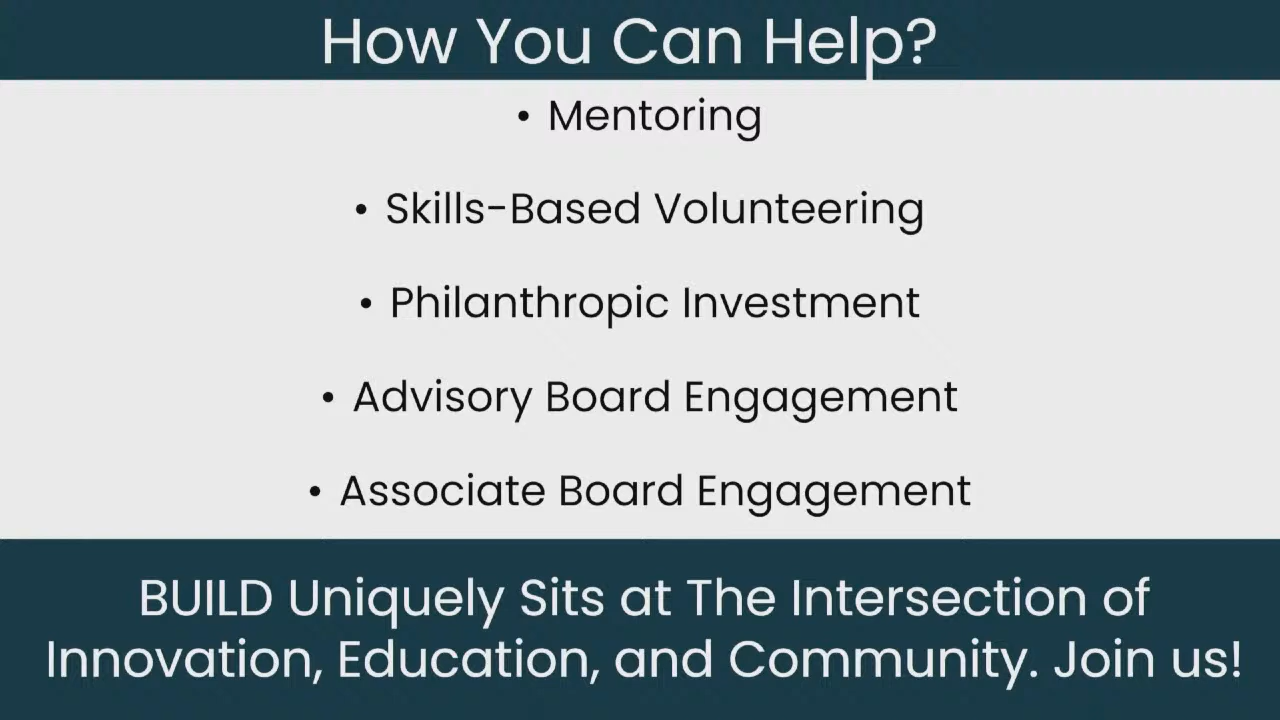 How You Can Help?
• Mentoring
• Skills-Based Volunteering
• Philanthropic Investment
• Advisory Board Engagement
• Associate Board Engagement
BUILD Uniquely Sits at The Intersection of
Innovation, Education, and Community. Join us!